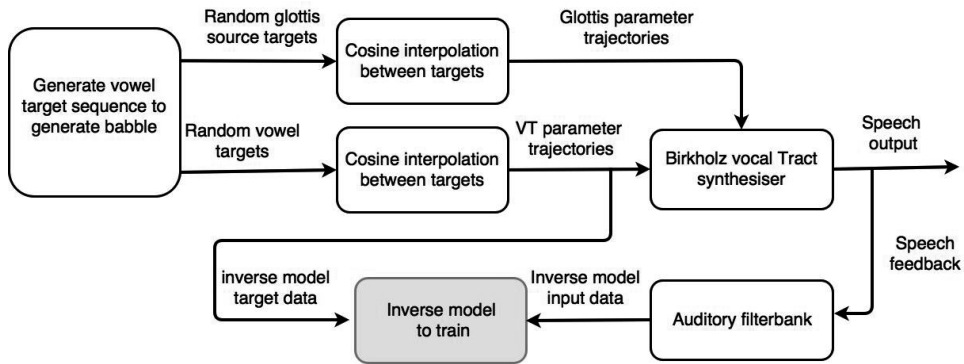 Random glottis
source targets
Glottis parameter
trajectories
Cosine interpolation
between targets
Generate vowel
target sequence to
generate babble
Random vowel
targets
VT parameter
trajectories
Speech
output
Cosine interpolation
between targets
Birkholz vocal Tract
synthesiser
Speech
feedback
inverse model
target data
Inverse model
input data
Inverse model
to train
Auditory filterbank